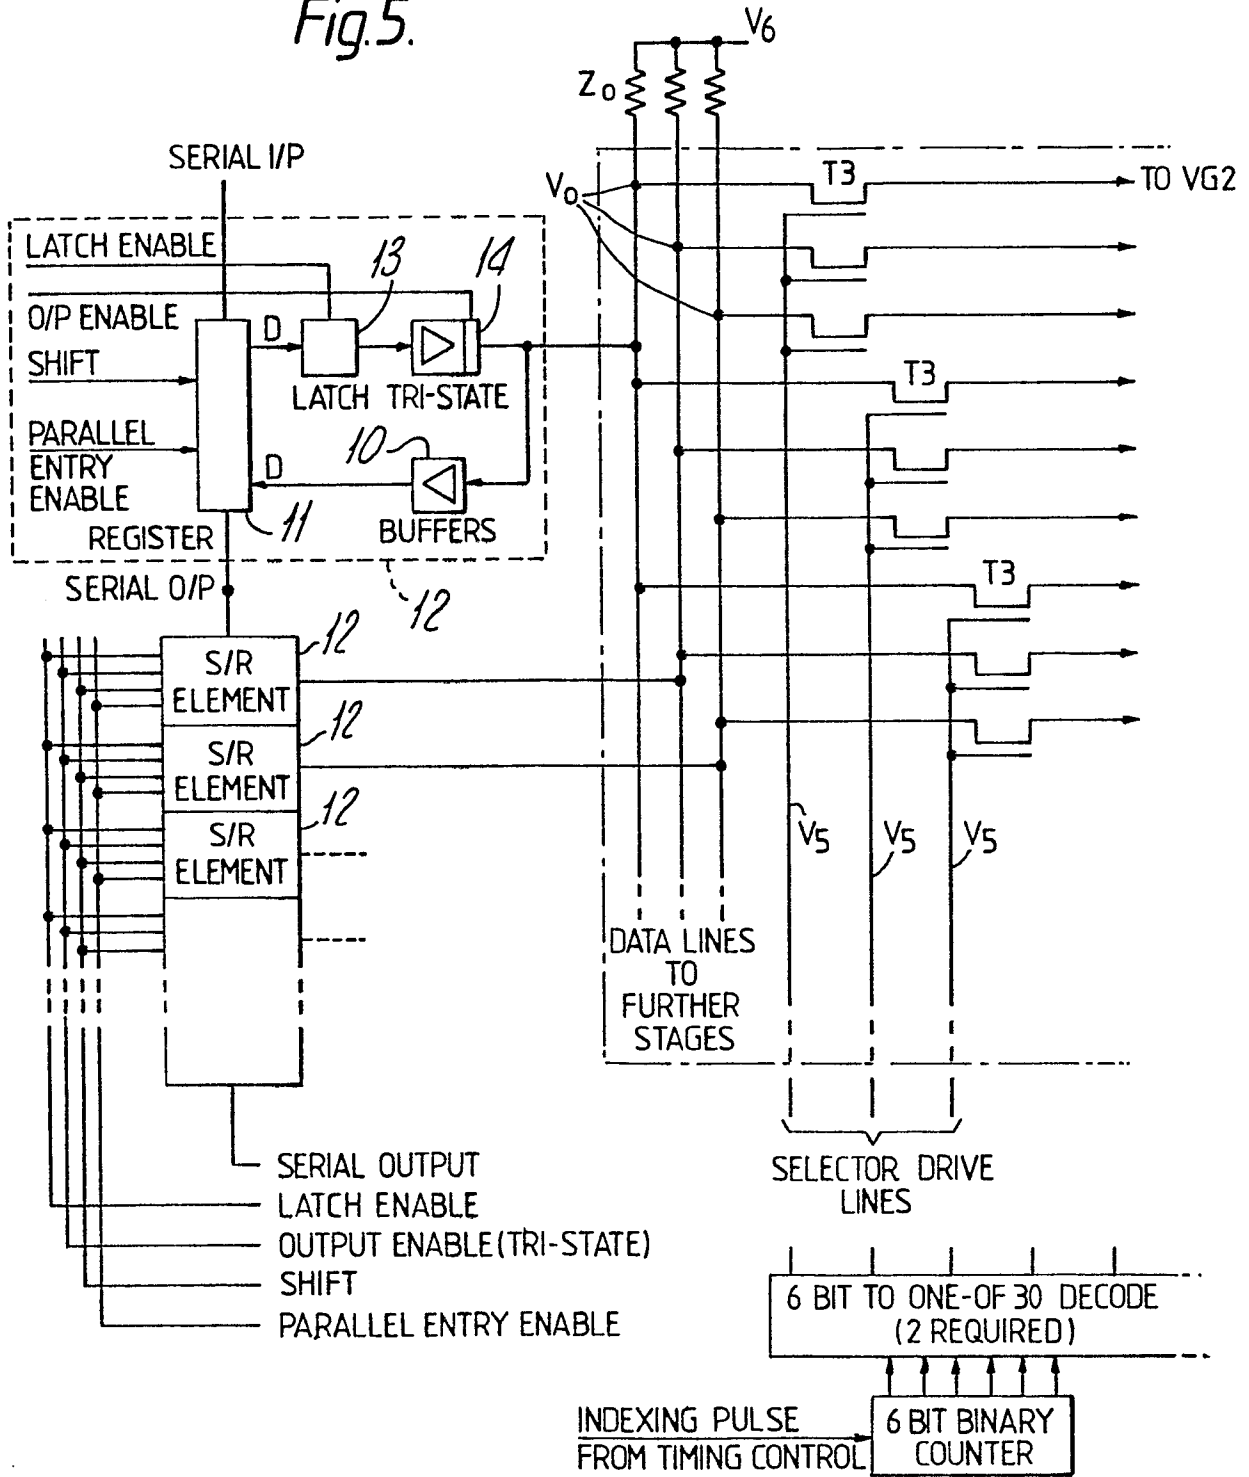 Fig.5.
V6
Z0
SERIAL I/P
T3
TO VG2
V0
LATCH ENABLE
13
14
O/P ENABLE
D
SHIFT
LATCH
TRI-STATE
T3
PARALLEL
ENTRY
ENABLE
10
D
11
REGISTER
BUFFERS
SERIAL O/P
12
T3
S/R
ELEMENT
12
S/R
ELEMENT
12
S/R
ELEMENT
12
V5
V5
V5
DATA LINES
TO
FURTHER
STAGES
SERIAL OUTPUT
LATCH ENABLE
OUTPUT ENABLE (TRI-STATE)
SHIFT
PARALLEL ENTRY ENABLE
SELECTOR DRIVE
LINES
6 BIT TO ONE-OF 30 DECODE
(2 REQUIRED)
INDEXING PULSE
FROM TIMING CONTROL
6 BIT BINARY
COUNTER